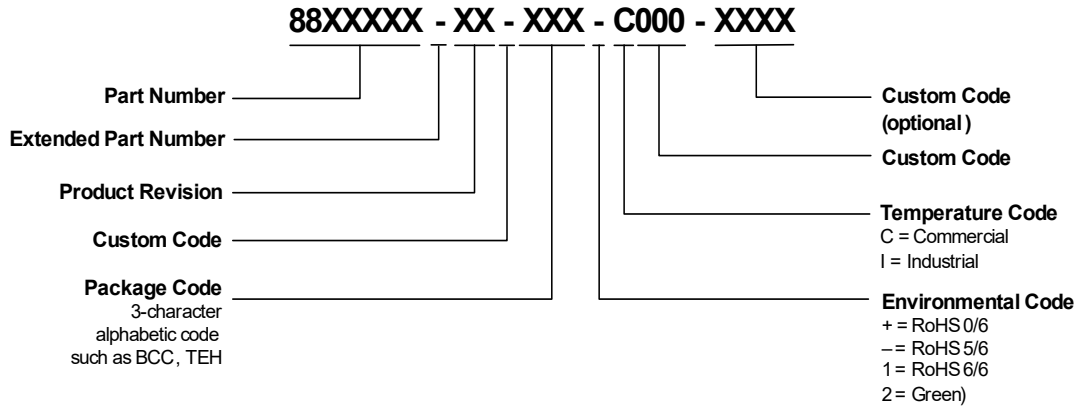 88XXXXX - XX - XXX - C000 - XXXX
Part Number
Extended Part Number
Product Revision
Custom Code
Package Code
3-character
alphabetic code
such as BCC, TEH
Custom Code
(optional)
Custom Code
Temperature Code
C = Commercial
I = Industrial
Environmental Code
+ = RoHS 0/6
– = RoHS 5/6
1 = RoHS 6/6
2 = Green)